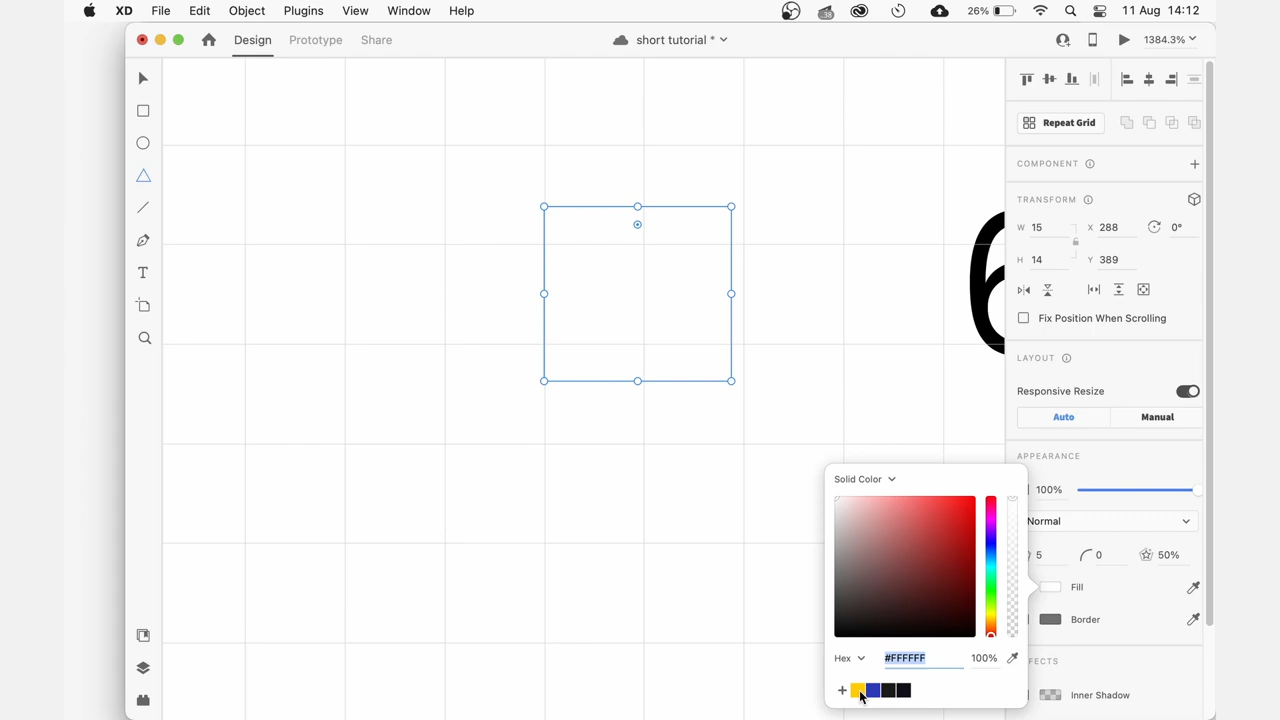 XD File Edit Object Plugins View Window Help 26% 11 Aug 14:12
Design Prototype Share short tutorial * 1384.3%
Repeat Grid
COMPONENT
TRANSFORM
W 15 X 288 0°
H 14 Y 389
Fix Position When Scrolling
LAYOUT
Responsive Resize
Auto Manual
APPEARANCE
100%
Normal
5 0 50%
Fill
Border
Inner Shadow
6
T
Solid Color
Hex #FFFFFF 100%